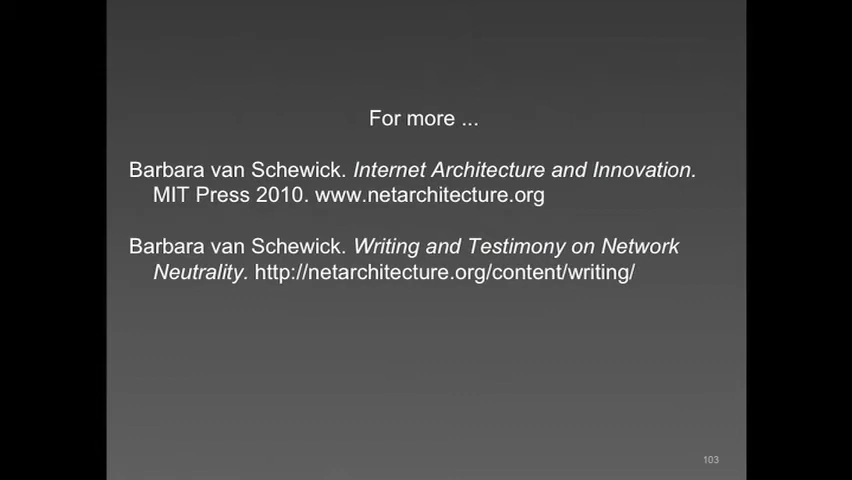 For more ...
Barbara van Schewick. Internet Architecture and Innovation.
MIT Press 2010. www.netarchitecture.org
Barbara van Schewick. Writing and Testimony on Network
Neutrality. http://netarchitecture.org/content/writing/
103